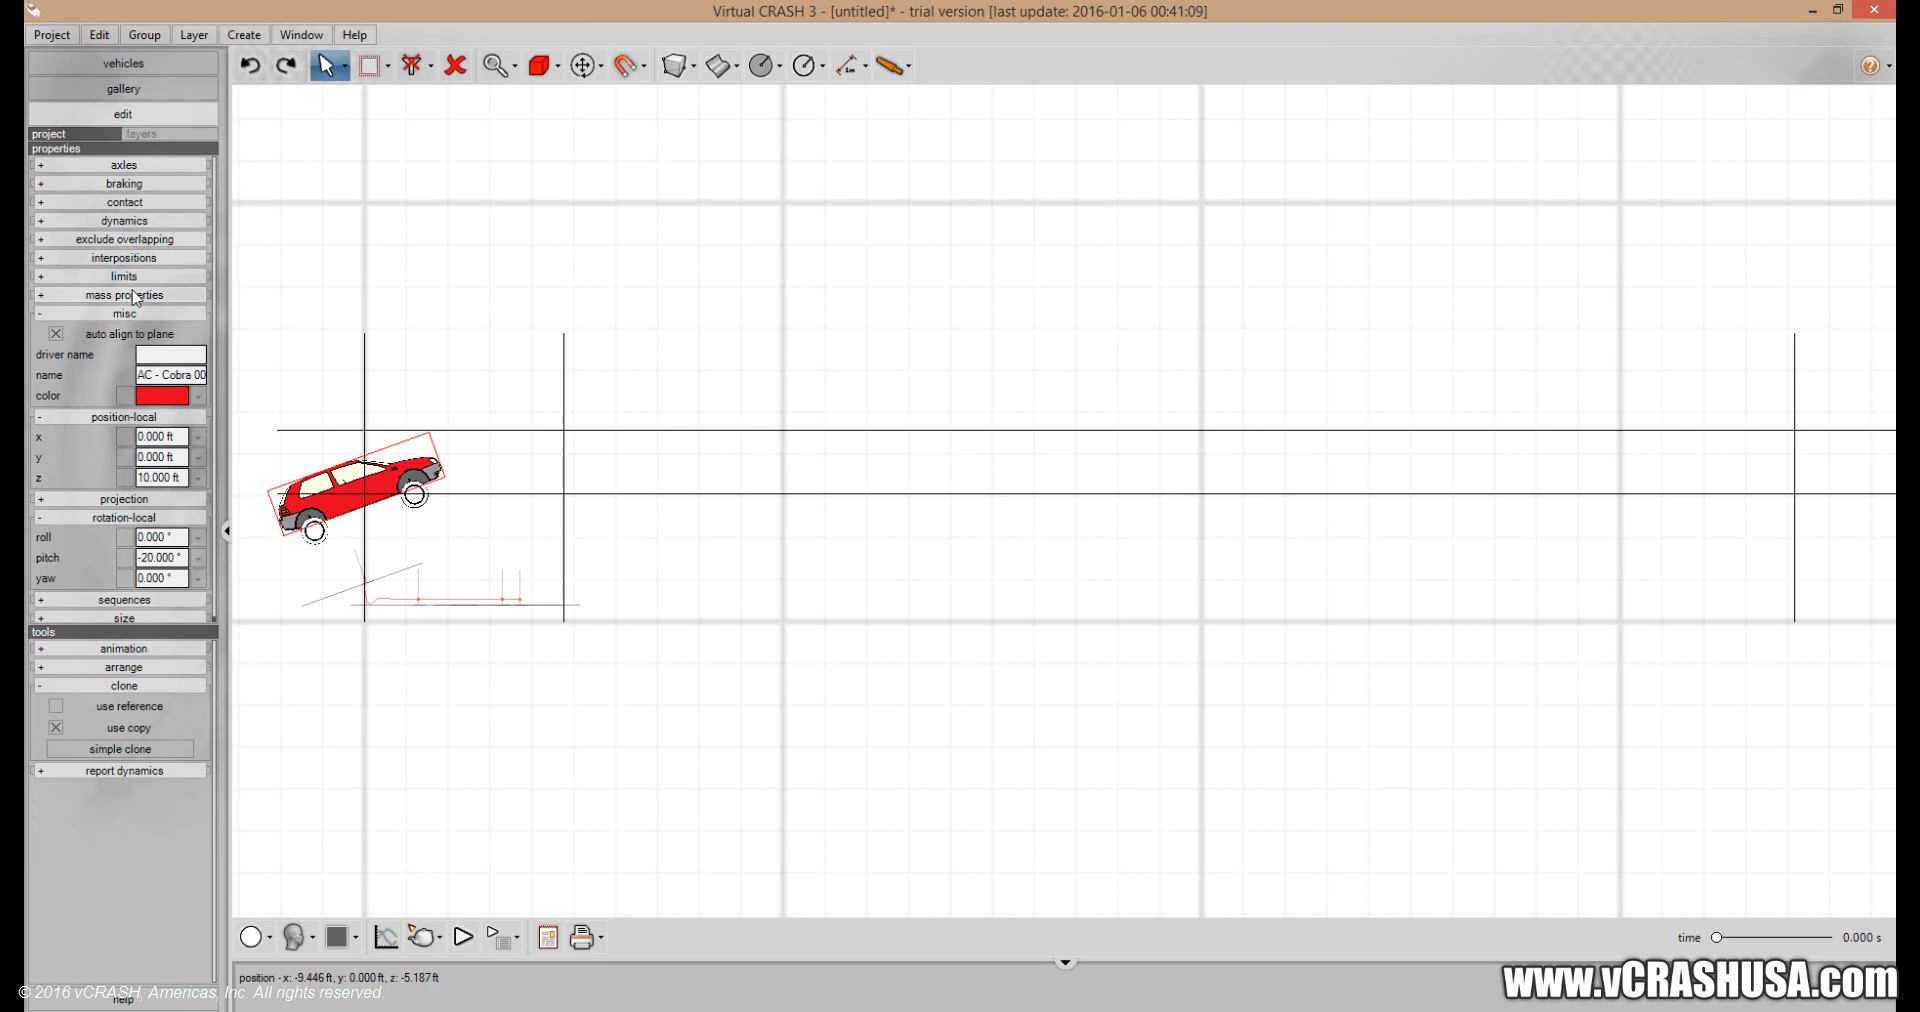 Virtual CRASH 3 - [untitled]* - trial version [last update: 2016-01-06 00:41:09]
Project Edit Group Layer Create Window Help
vehicles
gallery
edit
project layers
properties
+ axles
+ braking
+ contact
+ dynamics
+ exclude overlapping
+ interpositions
+ limits
+ mass properties
- misc
auto align to plane
driver name
name AC - Cobra 00
color
- position-local
x 0.000 ft
y 0.000 ft
z 10.000 ft
+ projection
- rotation-local
roll 0.000 °
pitch -20.000 °
yaw 0.000 °
+ sequences
+ size
tools
+ animation
+ arrange
- clone
use reference
use copy
simple clone
+ report dynamics
time 0.000 s
position - x: -9.446 ft, y: 0.000 ft, z: -5.187 ft
www.vCRASHUSA.com
© 2016 vCRASH, Americas, Inc. All rights reserved.
help